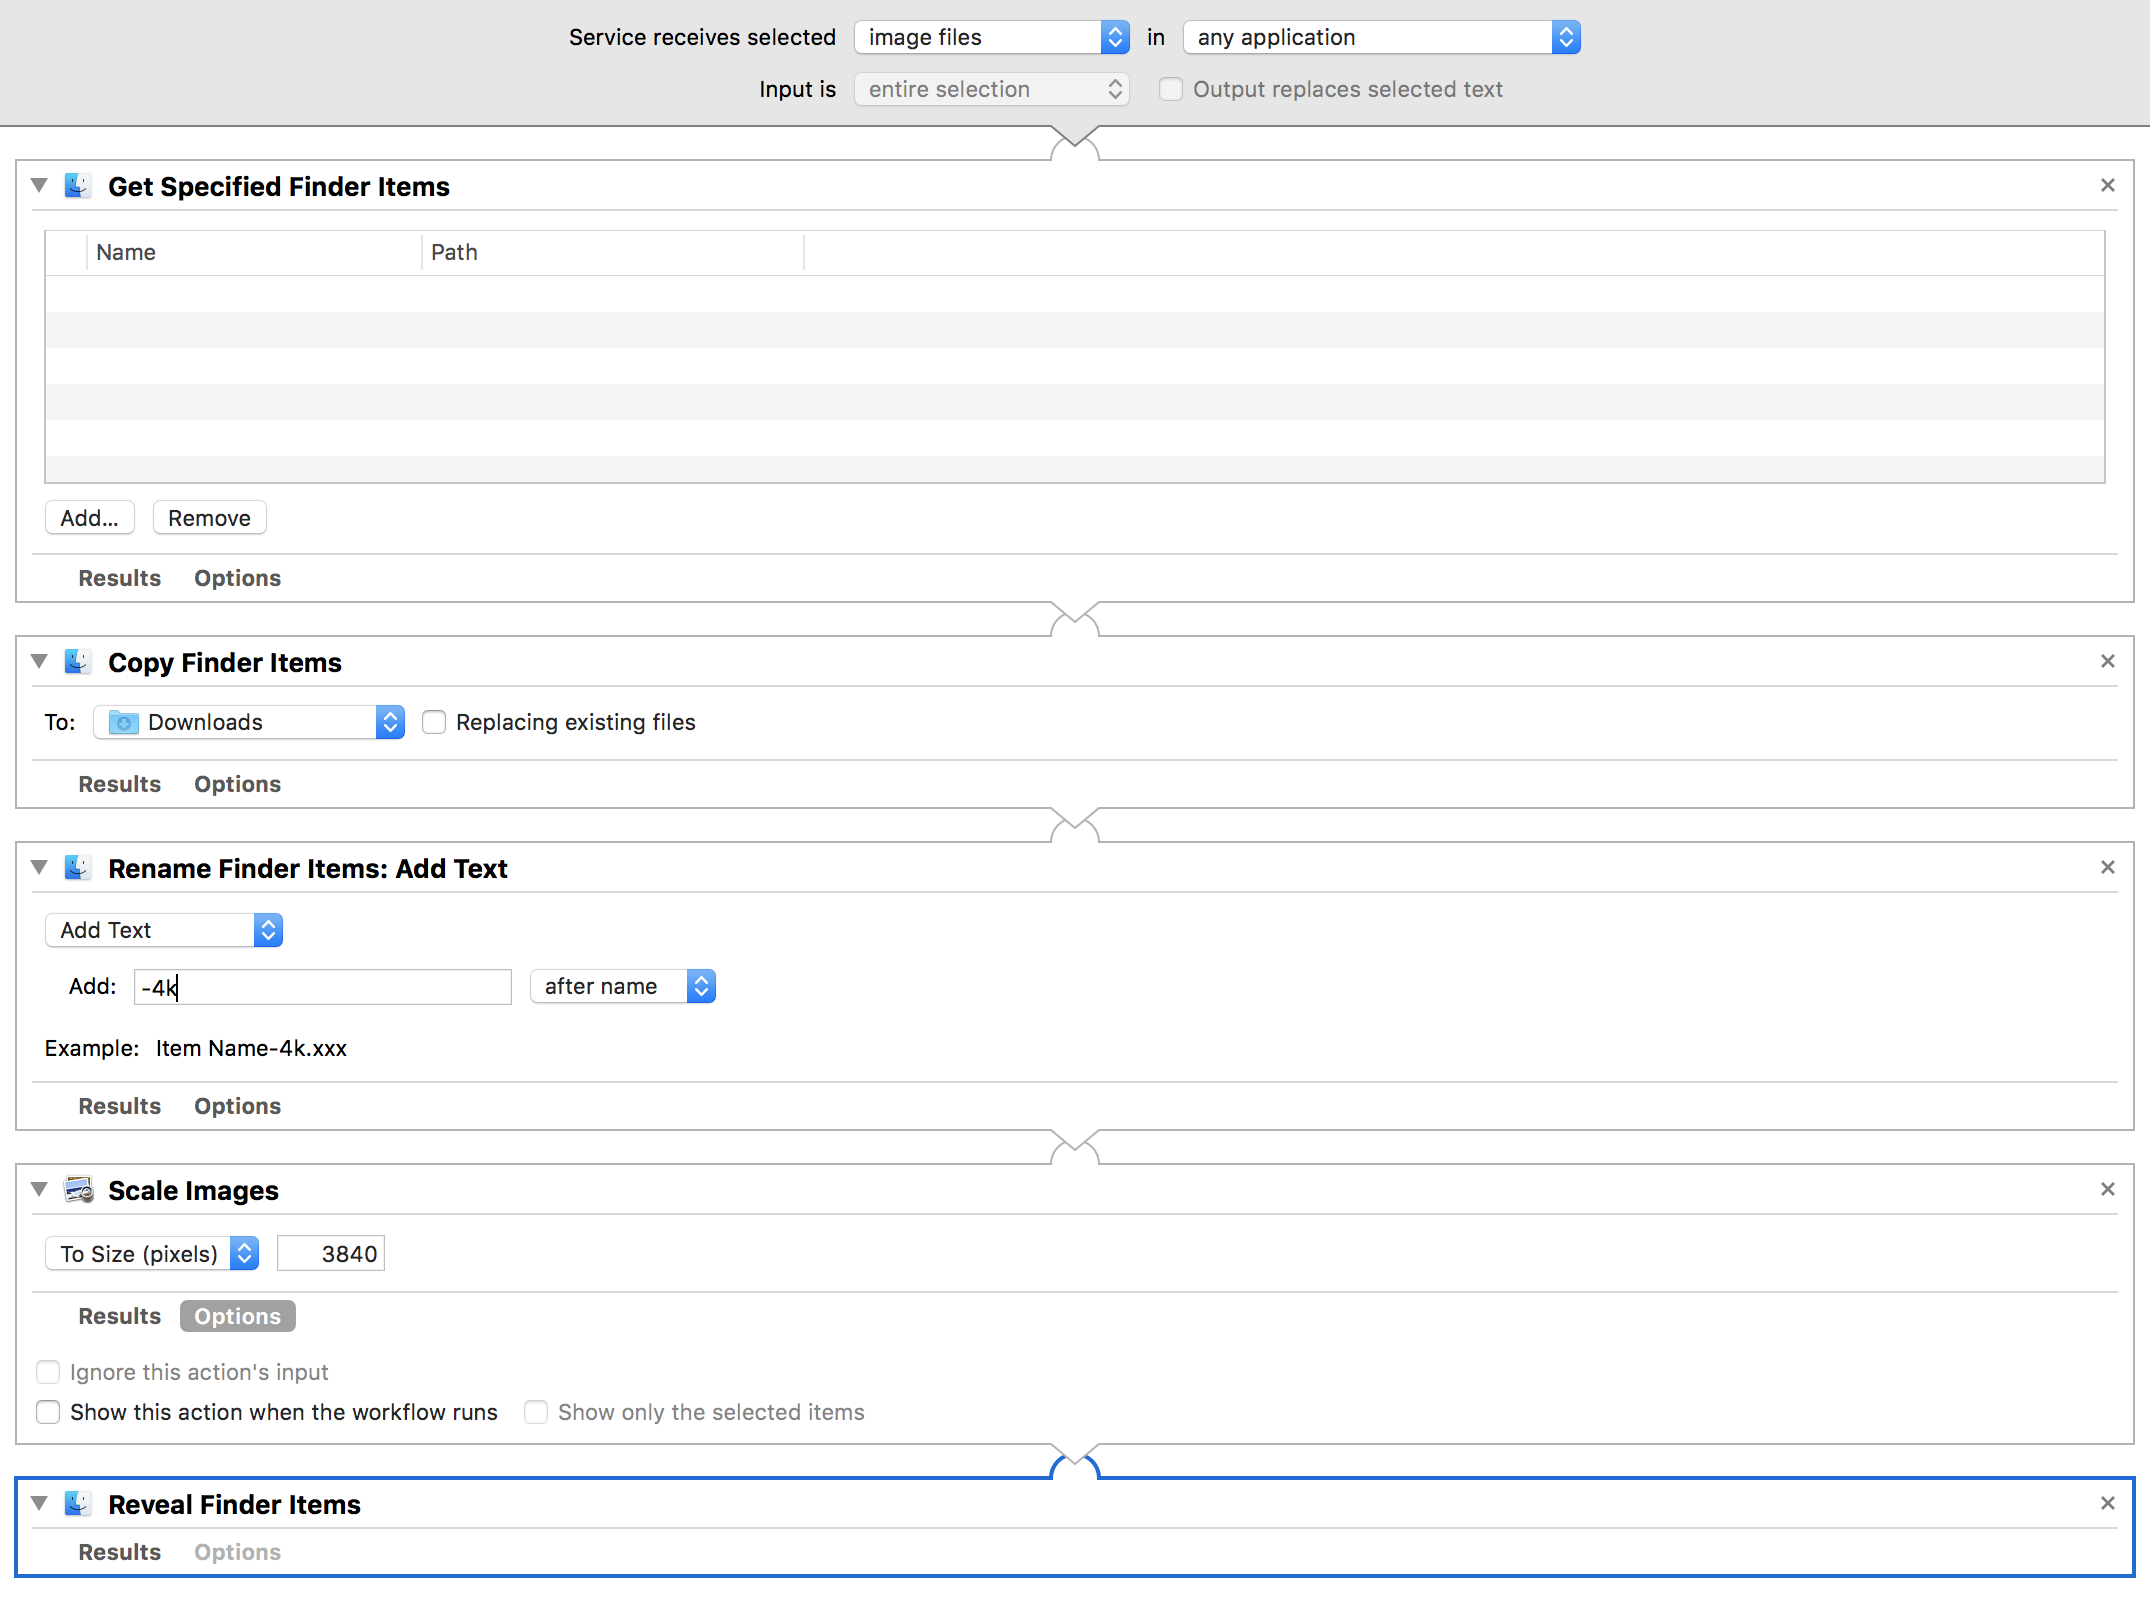 Service receives selected image files in any application
Input is entire selection Output replaces selected text
Get Specified Finder Items
Name Path
Add... Remove
Results Options
Copy Finder Items
To: Downloads Replacing existing files
Results Options
Rename Finder Items: Add Text
Add Text
Add: -4k after name
Example: Item Name-4k.xxx
Results Options
Scale Images
To Size (pixels) 3840
Results Options
Ignore this action's input
Show this action when the workflow runs Show only the selected items
Reveal Finder Items
Results Options